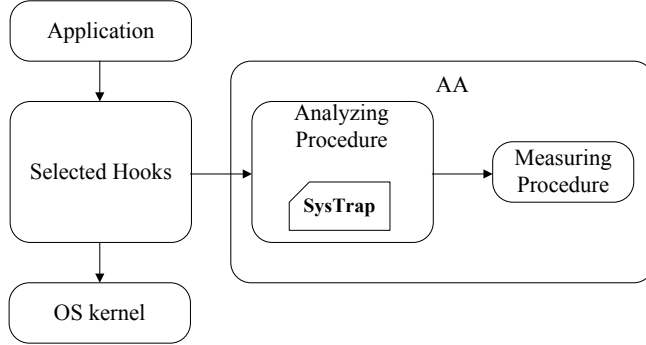 Application
AA
Selected Hooks
Analyzing
Procedure
SysTrap
Measuring
Procedure
OS kernel